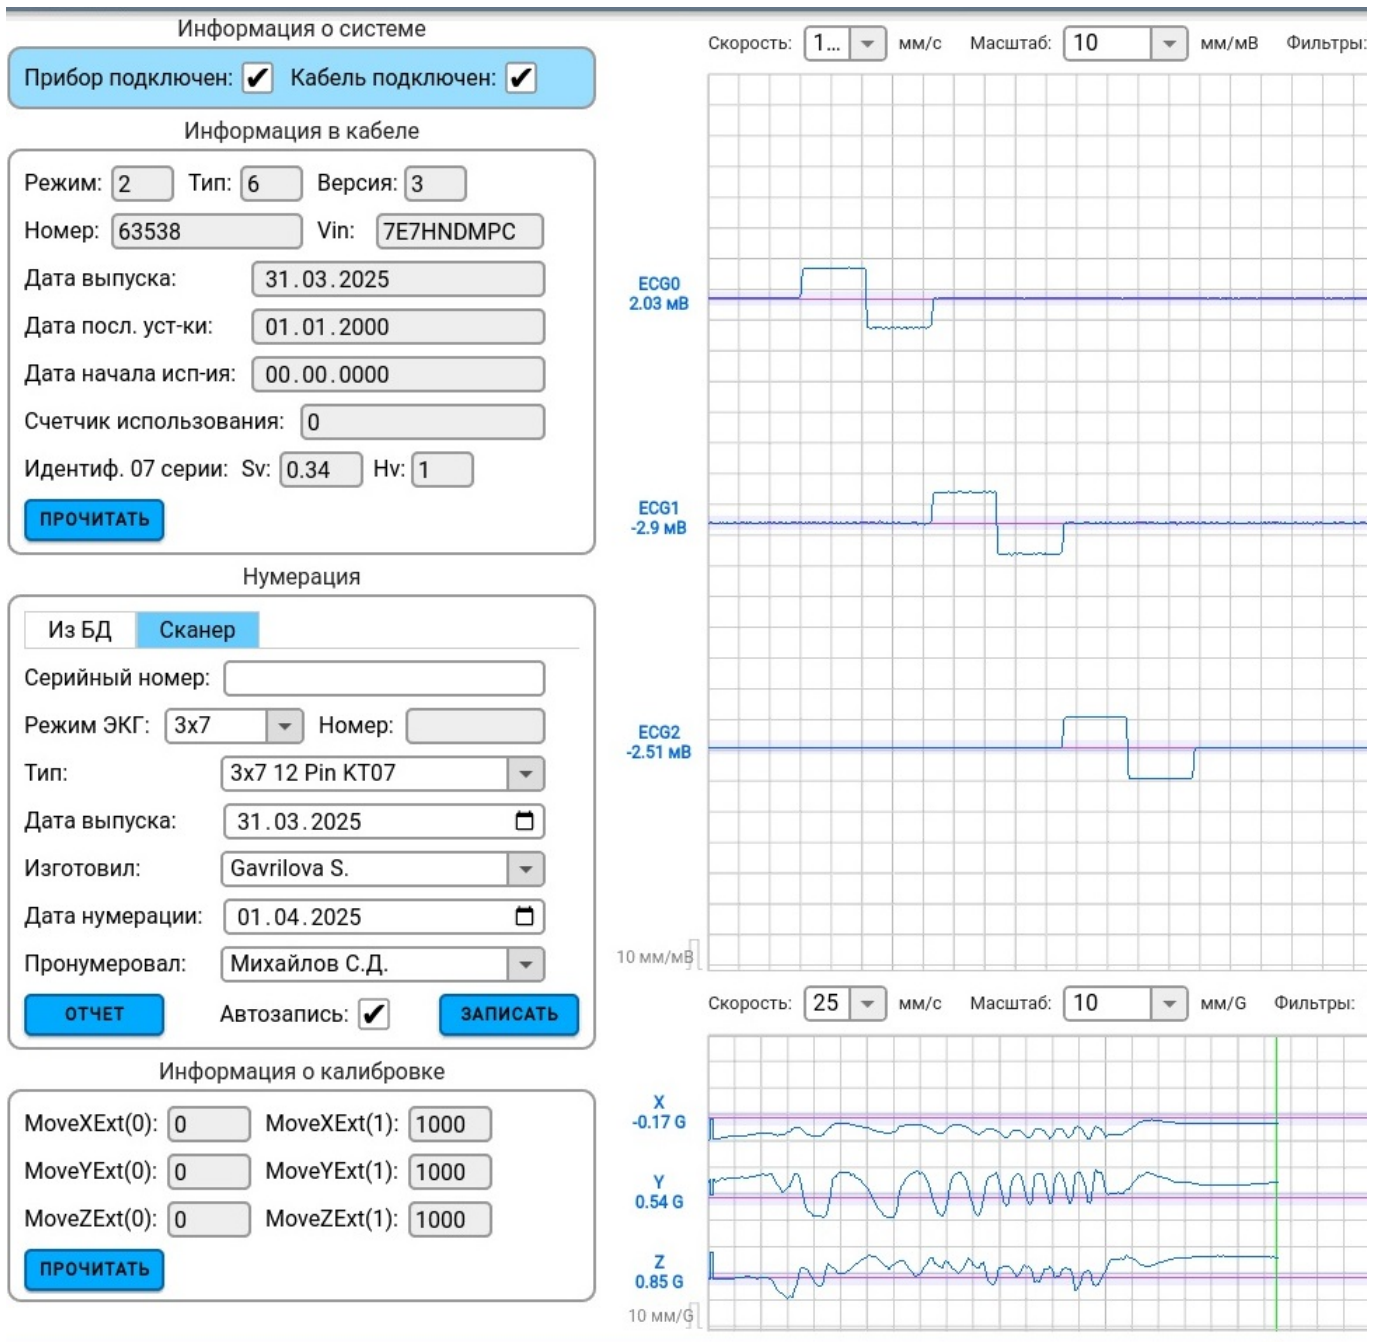 Информация о системе
Прибор подключен: Кабель подключен:
Информация в кабеле
Режим: 2 Тип: 6 Версия: 3
Номер: 63538 Vin: 7E7HNDMPC
Дата выпуска: 31.03.2025
Дата посл. уст-ки: 01.01.2000
Дата начала исп-ия: 00.00.0000
Счетчик использования: 0
Идентиф. 07 серии: Sv: 0.34 Hv: 1
ПРОЧИТАТЬ
Нумерация
Из БД Сканер
Серийный номер:
Режим ЭКГ: 3x7 Номер:
Тип: 3x7 12 Pin KT07
Дата выпуска: 31.03.2025
Изготовил: Gavrilova S.
Дата нумерации: 01.04.2025
Пронумеровал: Михайлов С.Д.
ОТЧЕТ Автозапись: ЗАПИСАТЬ
Информация о калибровке
MoveXExt(0): 0 MoveXExt(1): 1000
MoveYExt(0): 0 MoveYExt(1): 1000
MoveZExt(0): 0 MoveZExt(1): 1000
ПРОЧИТАТЬ
Скорость: 1... мм/с Масштаб: 10 мм/мВ Фильтры:
ECG0
2.03 мВ
ECG1
-2.9 мВ
ECG2
-2.51 мВ
10 мм/мВ
Скорость: 25 мм/с Масштаб: 10 мм/G Фильтры:
X
-0.17 G
Y
0.54 G
Z
0.85 G
10 мм/G